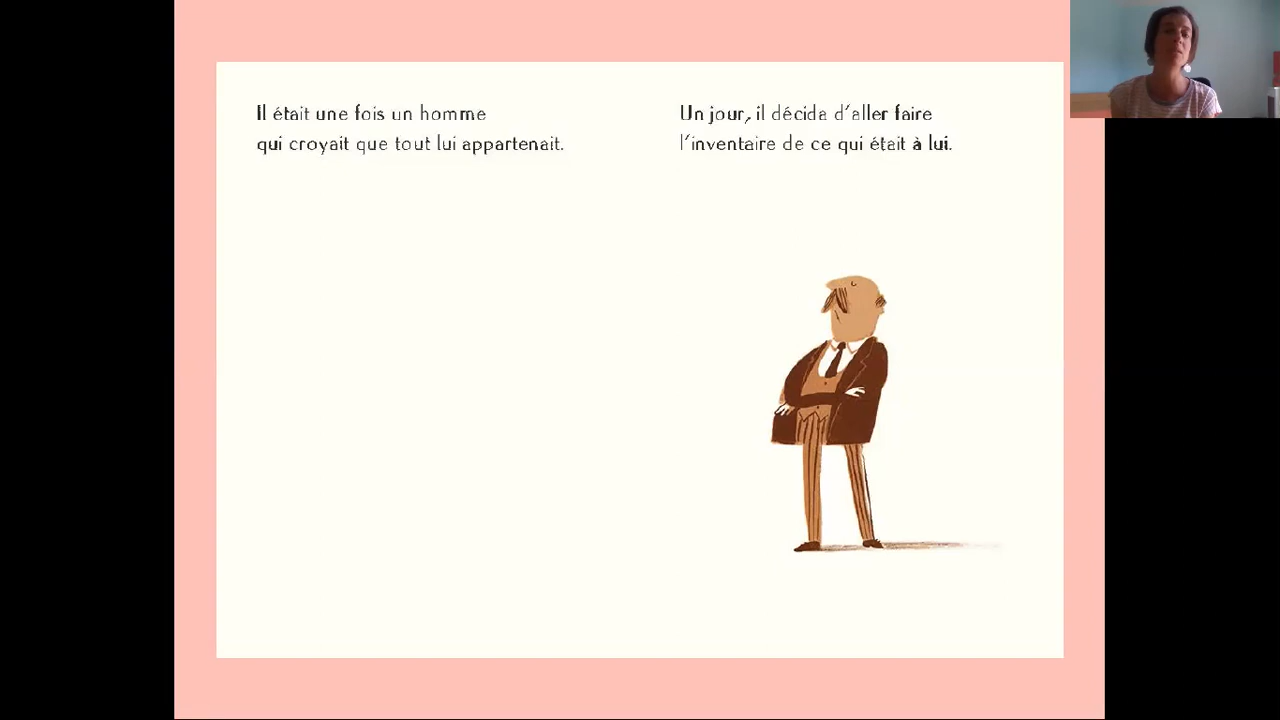 Il était une fois un homme
qui croyait que tout lui appartenait.
Un jour, il décida d'aller faire
l'inventaire de ce qui était à lui.